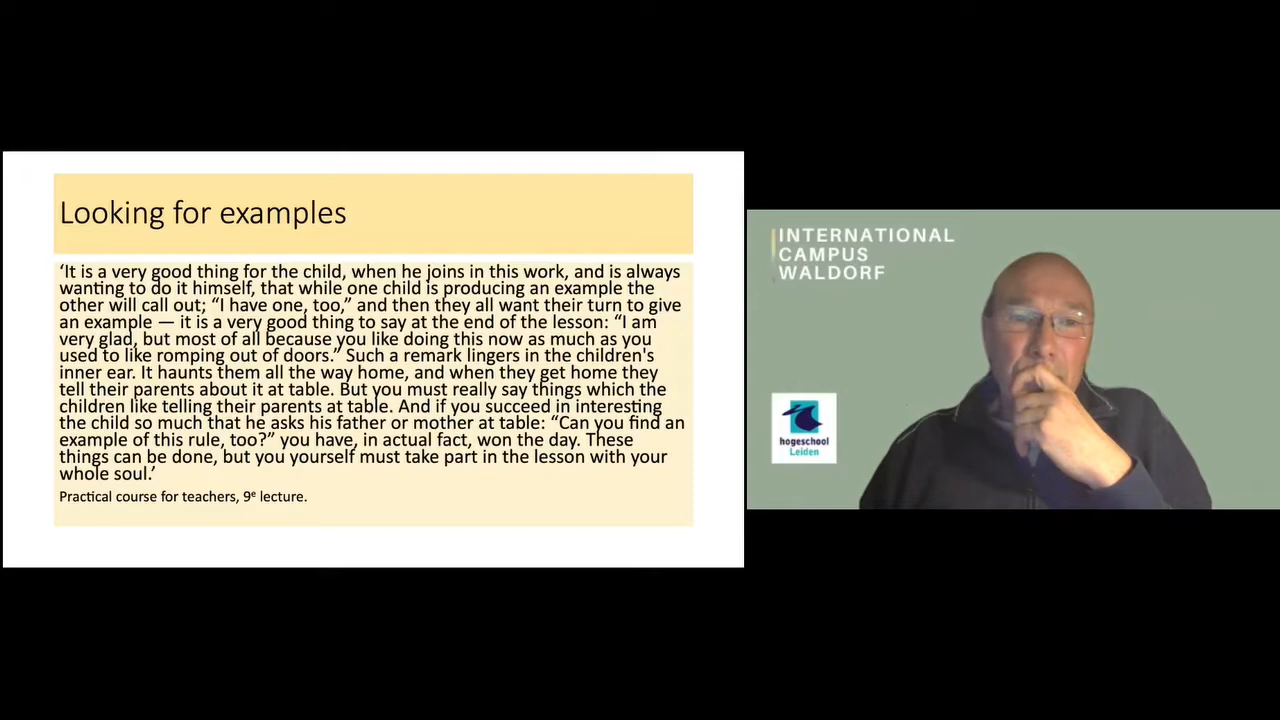 Looking for examples
‘It is a very good thing for the child, when he joins in this work, and is always
wanting to do it himself, that while one child is producing an example the
other will call out; “I have one, too,” and then they all want their turn to give
an example — it is a very good thing to say at the end of the lesson: “I am
very glad, but most of all because you like doing this now as much as you
used to like romping out of doors.” Such a remark lingers in the children's
inner ear. It haunts them all the way home, and when they get home they
tell their parents about it at table. But you must really say things which the
children like telling their parents at table. And if you succeed in interesting
the child so much that he asks his father or mother at table: “Can you find an
example of this rule, too?” you have, in actual fact, won the day. These
things can be done, but you yourself must take part in the lesson with your
whole soul.’
Practical course for teachers, 9ᵉ lecture.
INTERNATIONAL
CAMPUS
WALDORF
hogeschool
Leiden